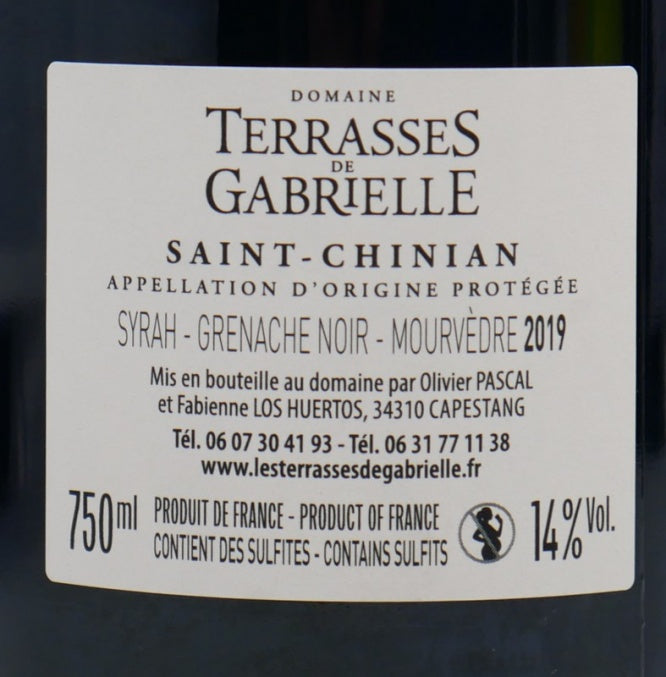 DOMAINE
TERRASSES
DE
GABRIELLE
SAINT-CHINIAN
APPELLATION D'ORIGINE PROTÉGÉE
SYRAH - GRENACHE NOIR - MOURVÈDRE 2019
Mis en bouteille au domaine par Olivier PASCAL
et Fabienne LOS HUERTOS, 34310 CAPESTANG
Tél. 06 07 30 41 93 - Tél. 06 31 77 11 38
www.lesterrassesdegabrielle.fr
750ml PRODUIT DE FRANCE - PRODUCT OF FRANCE
CONTIENT DES SULFITES - CONTAINS SULFITS
14% Vol.